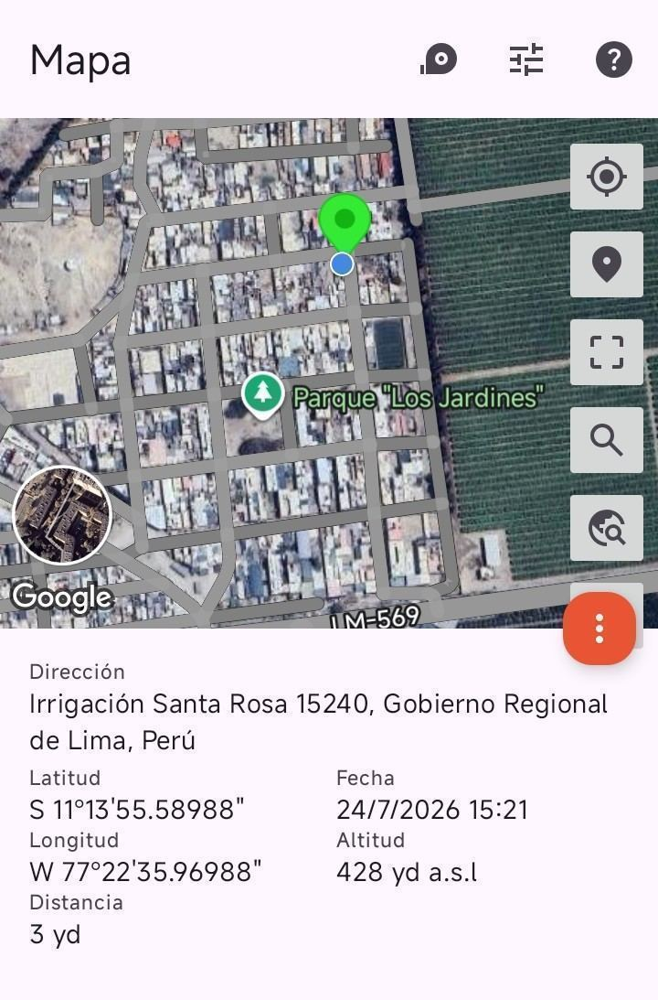 Mapa
Parque "Los Jardines"
Google
LM-569
Dirección
Irrigación Santa Rosa 15240, Gobierno Regional
de Lima, Perú
Latitud
S 11°13'55.58988"
Fecha
24/7/2026 15:21
Longitud
W 77°22'35.96988"
Altitud
428 yd a.s.l
Distancia
3 yd